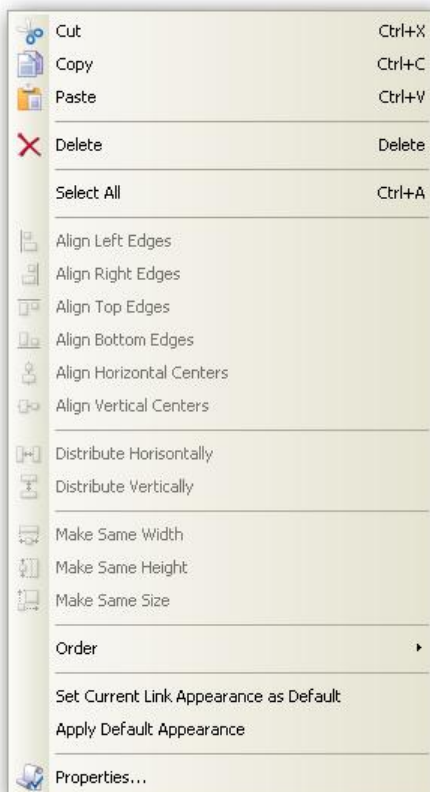 Cut Ctrl+X
Copy Ctrl+C
Paste Ctrl+V
Delete Delete
Select All Ctrl+A
Align Left Edges
Align Right Edges
Align Top Edges
Align Bottom Edges
Align Horizontal Centers
Align Vertical Centers
Distribute Horisontally
Distribute Vertically
Make Same Width
Make Same Height
Make Same Size
Order
Set Current Link Appearance as Default
Apply Default Appearance
Properties...